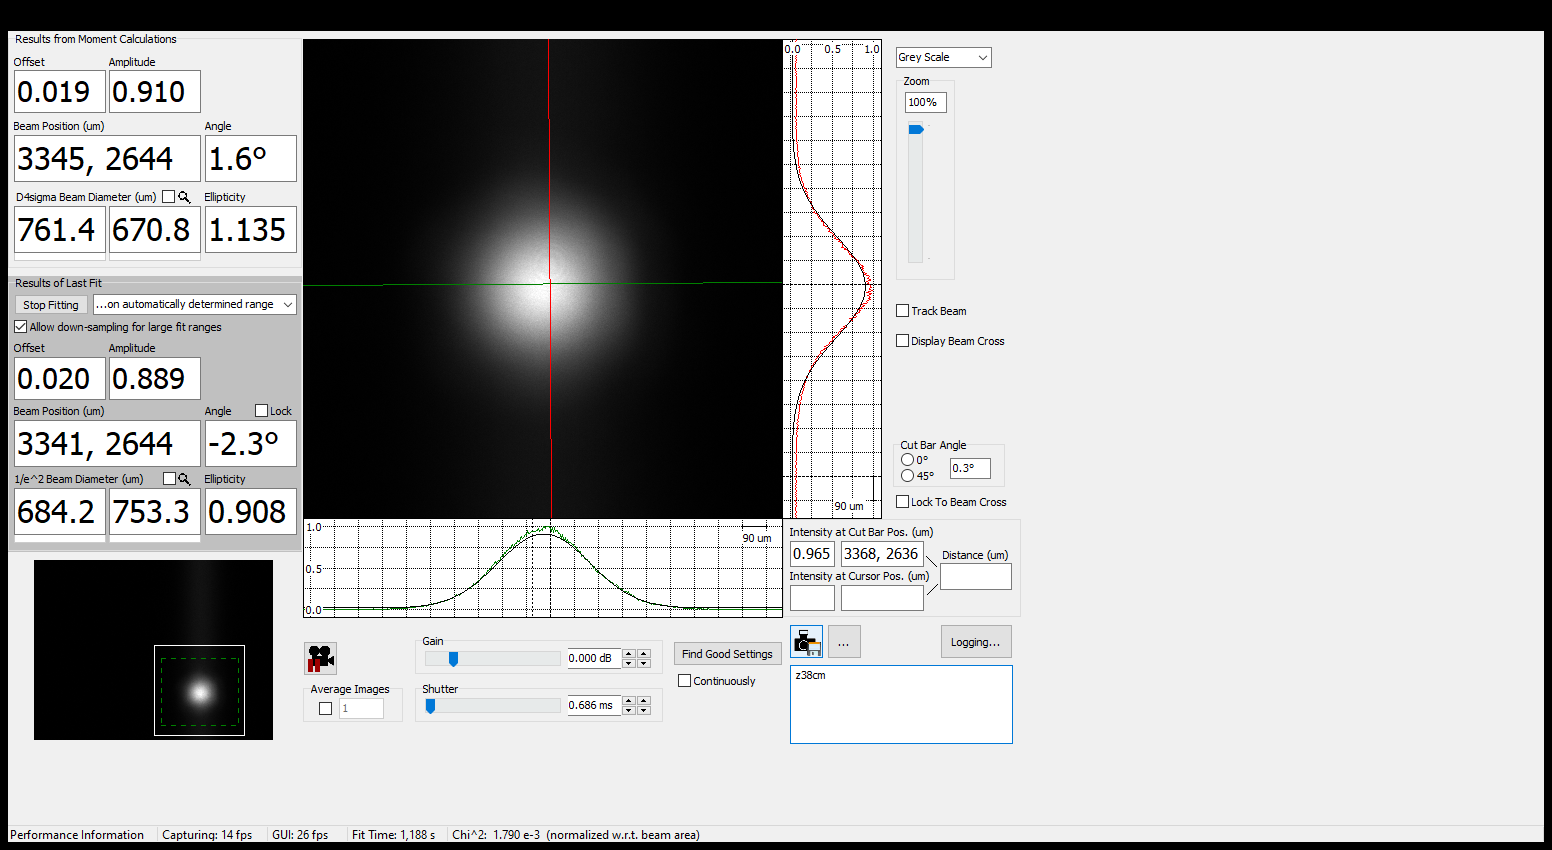 Results from Moment Calculations
Offset
Amplitude
0.019
0.910
Beam Position (um)
Angle
3345, 2644
1.6°
D4sigma Beam Diameter (um)
Ellipticity
761.4
670.8
1.135
Results of Last Fit
Stop Fitting
...on automatically determined range
Allow down-sampling for large fit ranges
Offset
Amplitude
0.020
0.889
Beam Position (um)
Angle
Lock
3341, 2644
-2.3°
1/e^2 Beam Diameter (um)
Ellipticity
684.2
753.3
0.908
0.0
0.5
1.0
90 um
1.0
0.5
0.0
90 um
Grey Scale
Zoom
100%
Track Beam
Display Beam Cross
Cut Bar Angle
0°
45°
0.3°
Lock To Beam Cross
Intensity at Cut Bar Pos. (um)
0.965
3368, 2636
Distance (um)
Intensity at Cursor Pos. (um)
Gain
0.000 dB
Find Good Settings
Continuously
Average Images
1
Shutter
0.686 ms
...
Logging...
z38cm
Performance Information
Capturing: 14 fps
GUI: 26 fps
Fit Time: 1,188 s
Chi^2: 1.790 e-3 (normalized w.r.t. beam area)